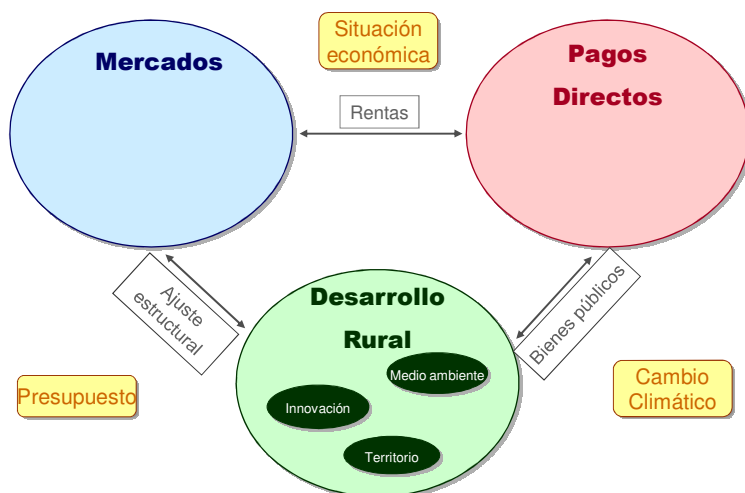 Situación
económica
Mercados
Pagos
Directos
Rentas
Ajuste
estructural
Bienes públicos
Desarrollo
Rural
Medio ambiente
Innovación
Territorio
Presupuesto
Cambio
Climático